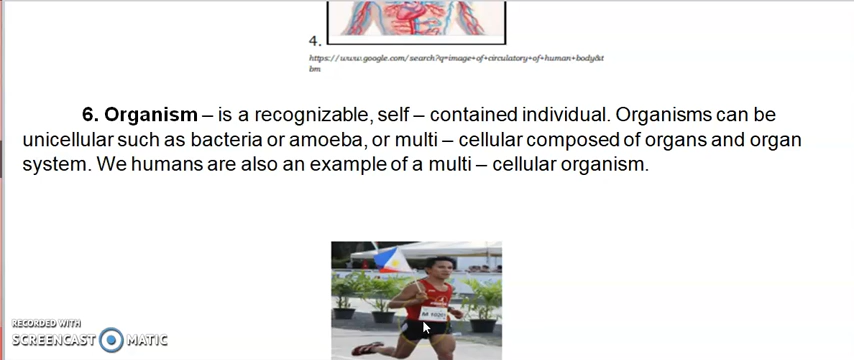 4.
https://www.google.com/search?q=image+of+circulatory+of+human+body&t
bm
6. Organism – is a recognizable, self – contained individual. Organisms can be
unicellular such as bacteria or amoeba, or multi – cellular composed of organs and organ
system. We humans are also an example of a multi – cellular organism.
RECORDED WITH
SCREENCAST MATIC